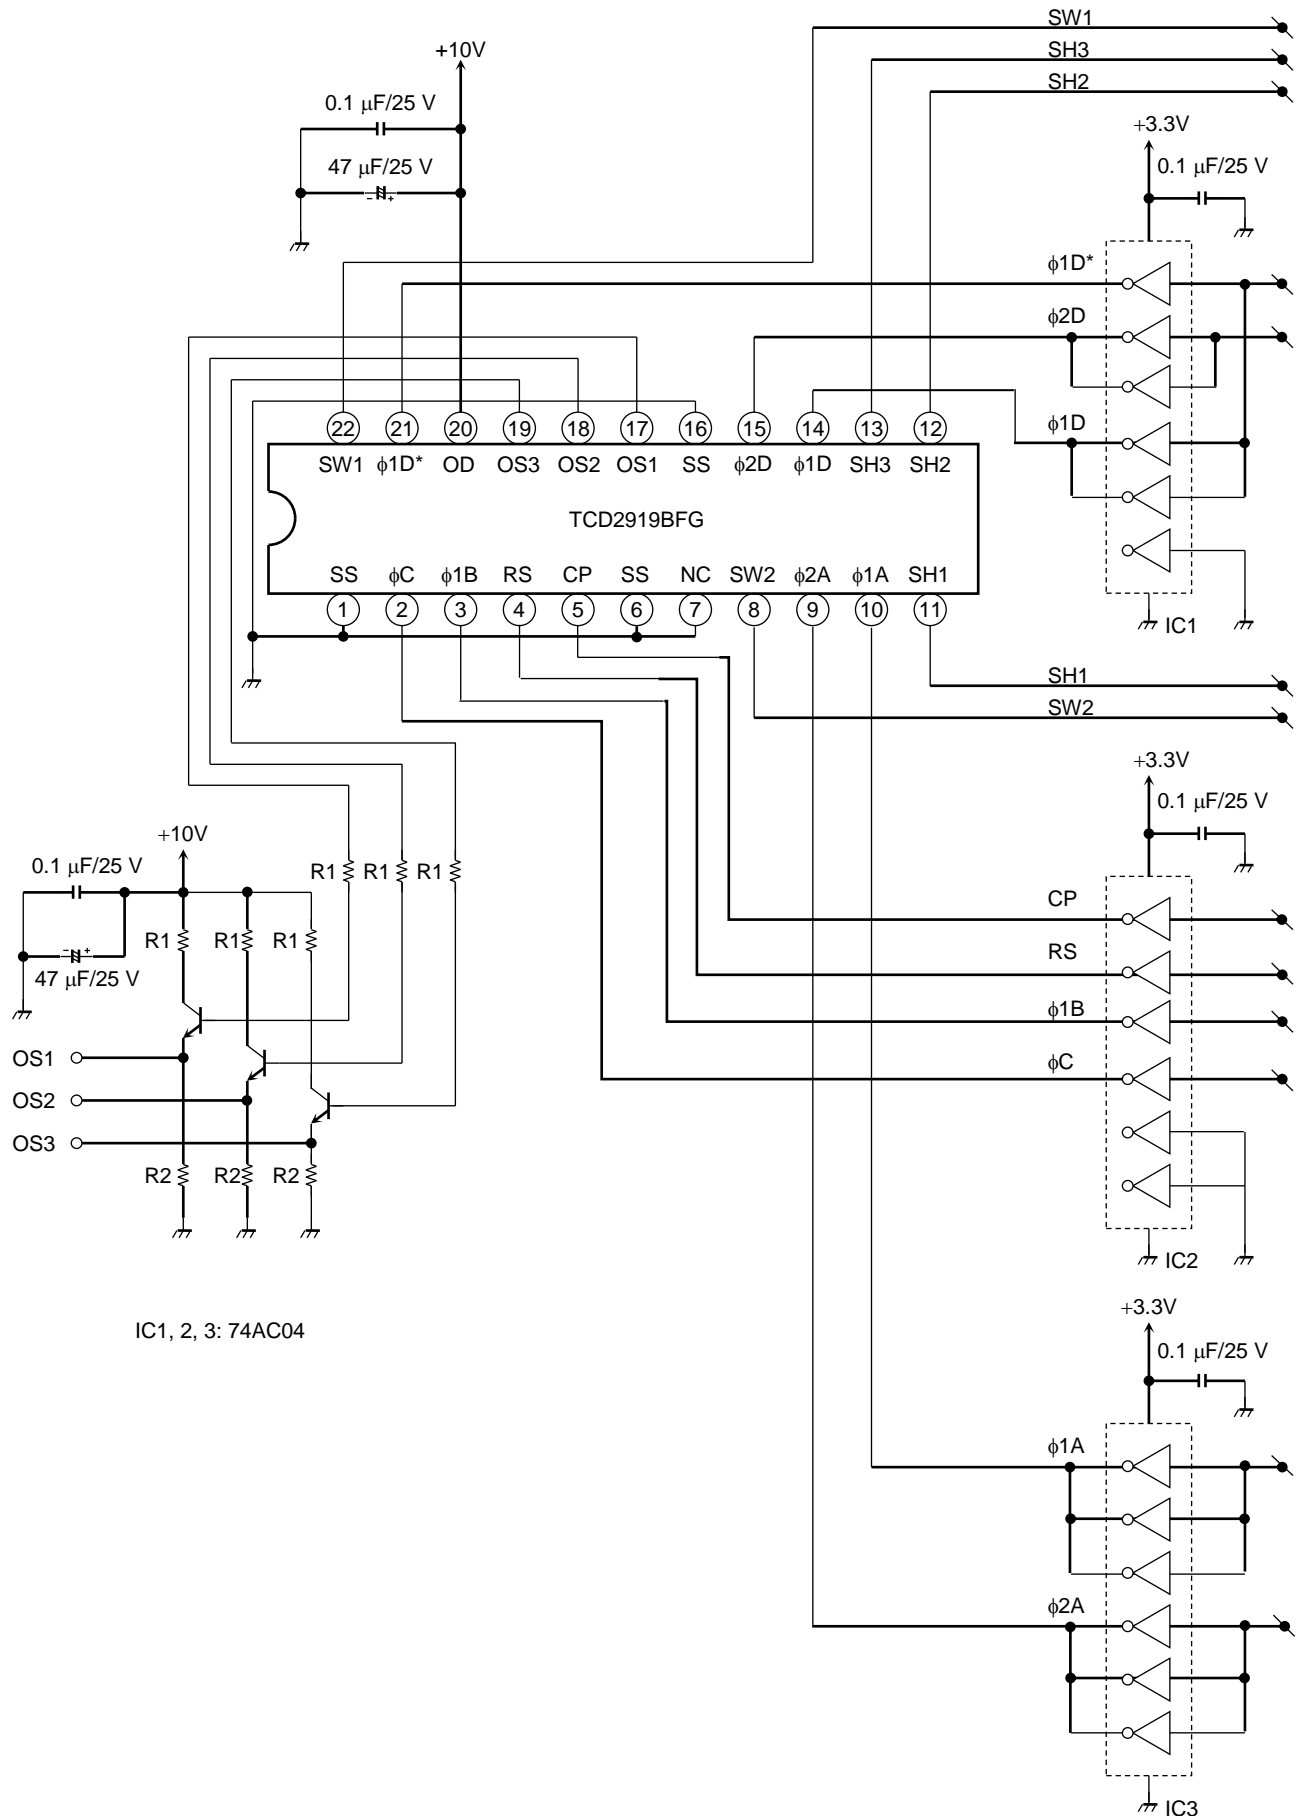 SW1
SH3
SH2
+10V
0.1 μF/25 V
47 μF/25 V
- +
+3.3V
0.1 μF/25 V
ϕ1D*
ϕ2D
ϕ1D
IC1
22 21 20 19 18 17 16 15 14 13 12
SW1 ϕ1D* OD OS3 OS2 OS1 SS ϕ2D ϕ1D SH3 SH2
TCD2919BFG
SS ϕC ϕ1B RS CP SS NC SW2 ϕ2A ϕ1A SH1
1 2 3 4 5 6 7 8 9 10 11
SH1
SW2
+3.3V
0.1 μF/25 V
CP
RS
ϕ1B
ϕC
IC2
+10V
0.1 μF/25 V
R1 R1 R1
R1 R1 R1
- +
47 μF/25 V
OS1
OS2
OS3
R2 R2 R2
IC1, 2, 3: 74AC04
+3.3V
0.1 μF/25 V
ϕ1A
ϕ2A
IC3